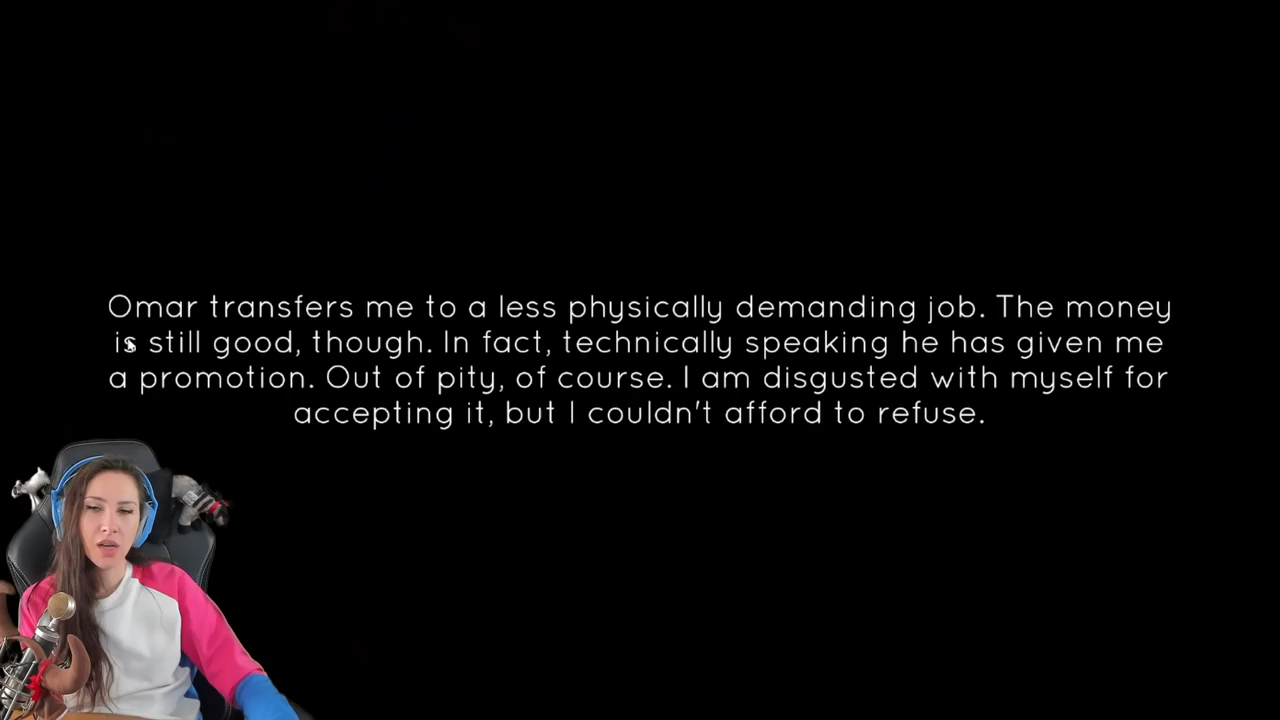 Omar transfers me to a less physically demanding job. The money
is still good, though. In fact, technically speaking he has given me
a promotion. Out of pity, of course. I am disgusted with myself for
accepting it, but I couldn't afford to refuse.